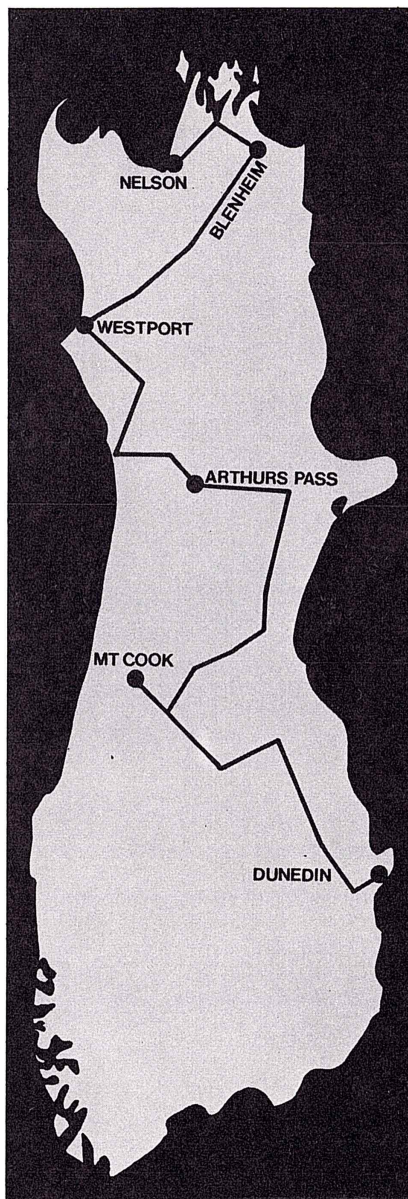 NELSON
BLENHEIM
WESTPORT
ARTHURS PASS
MT COOK
DUNEDIN